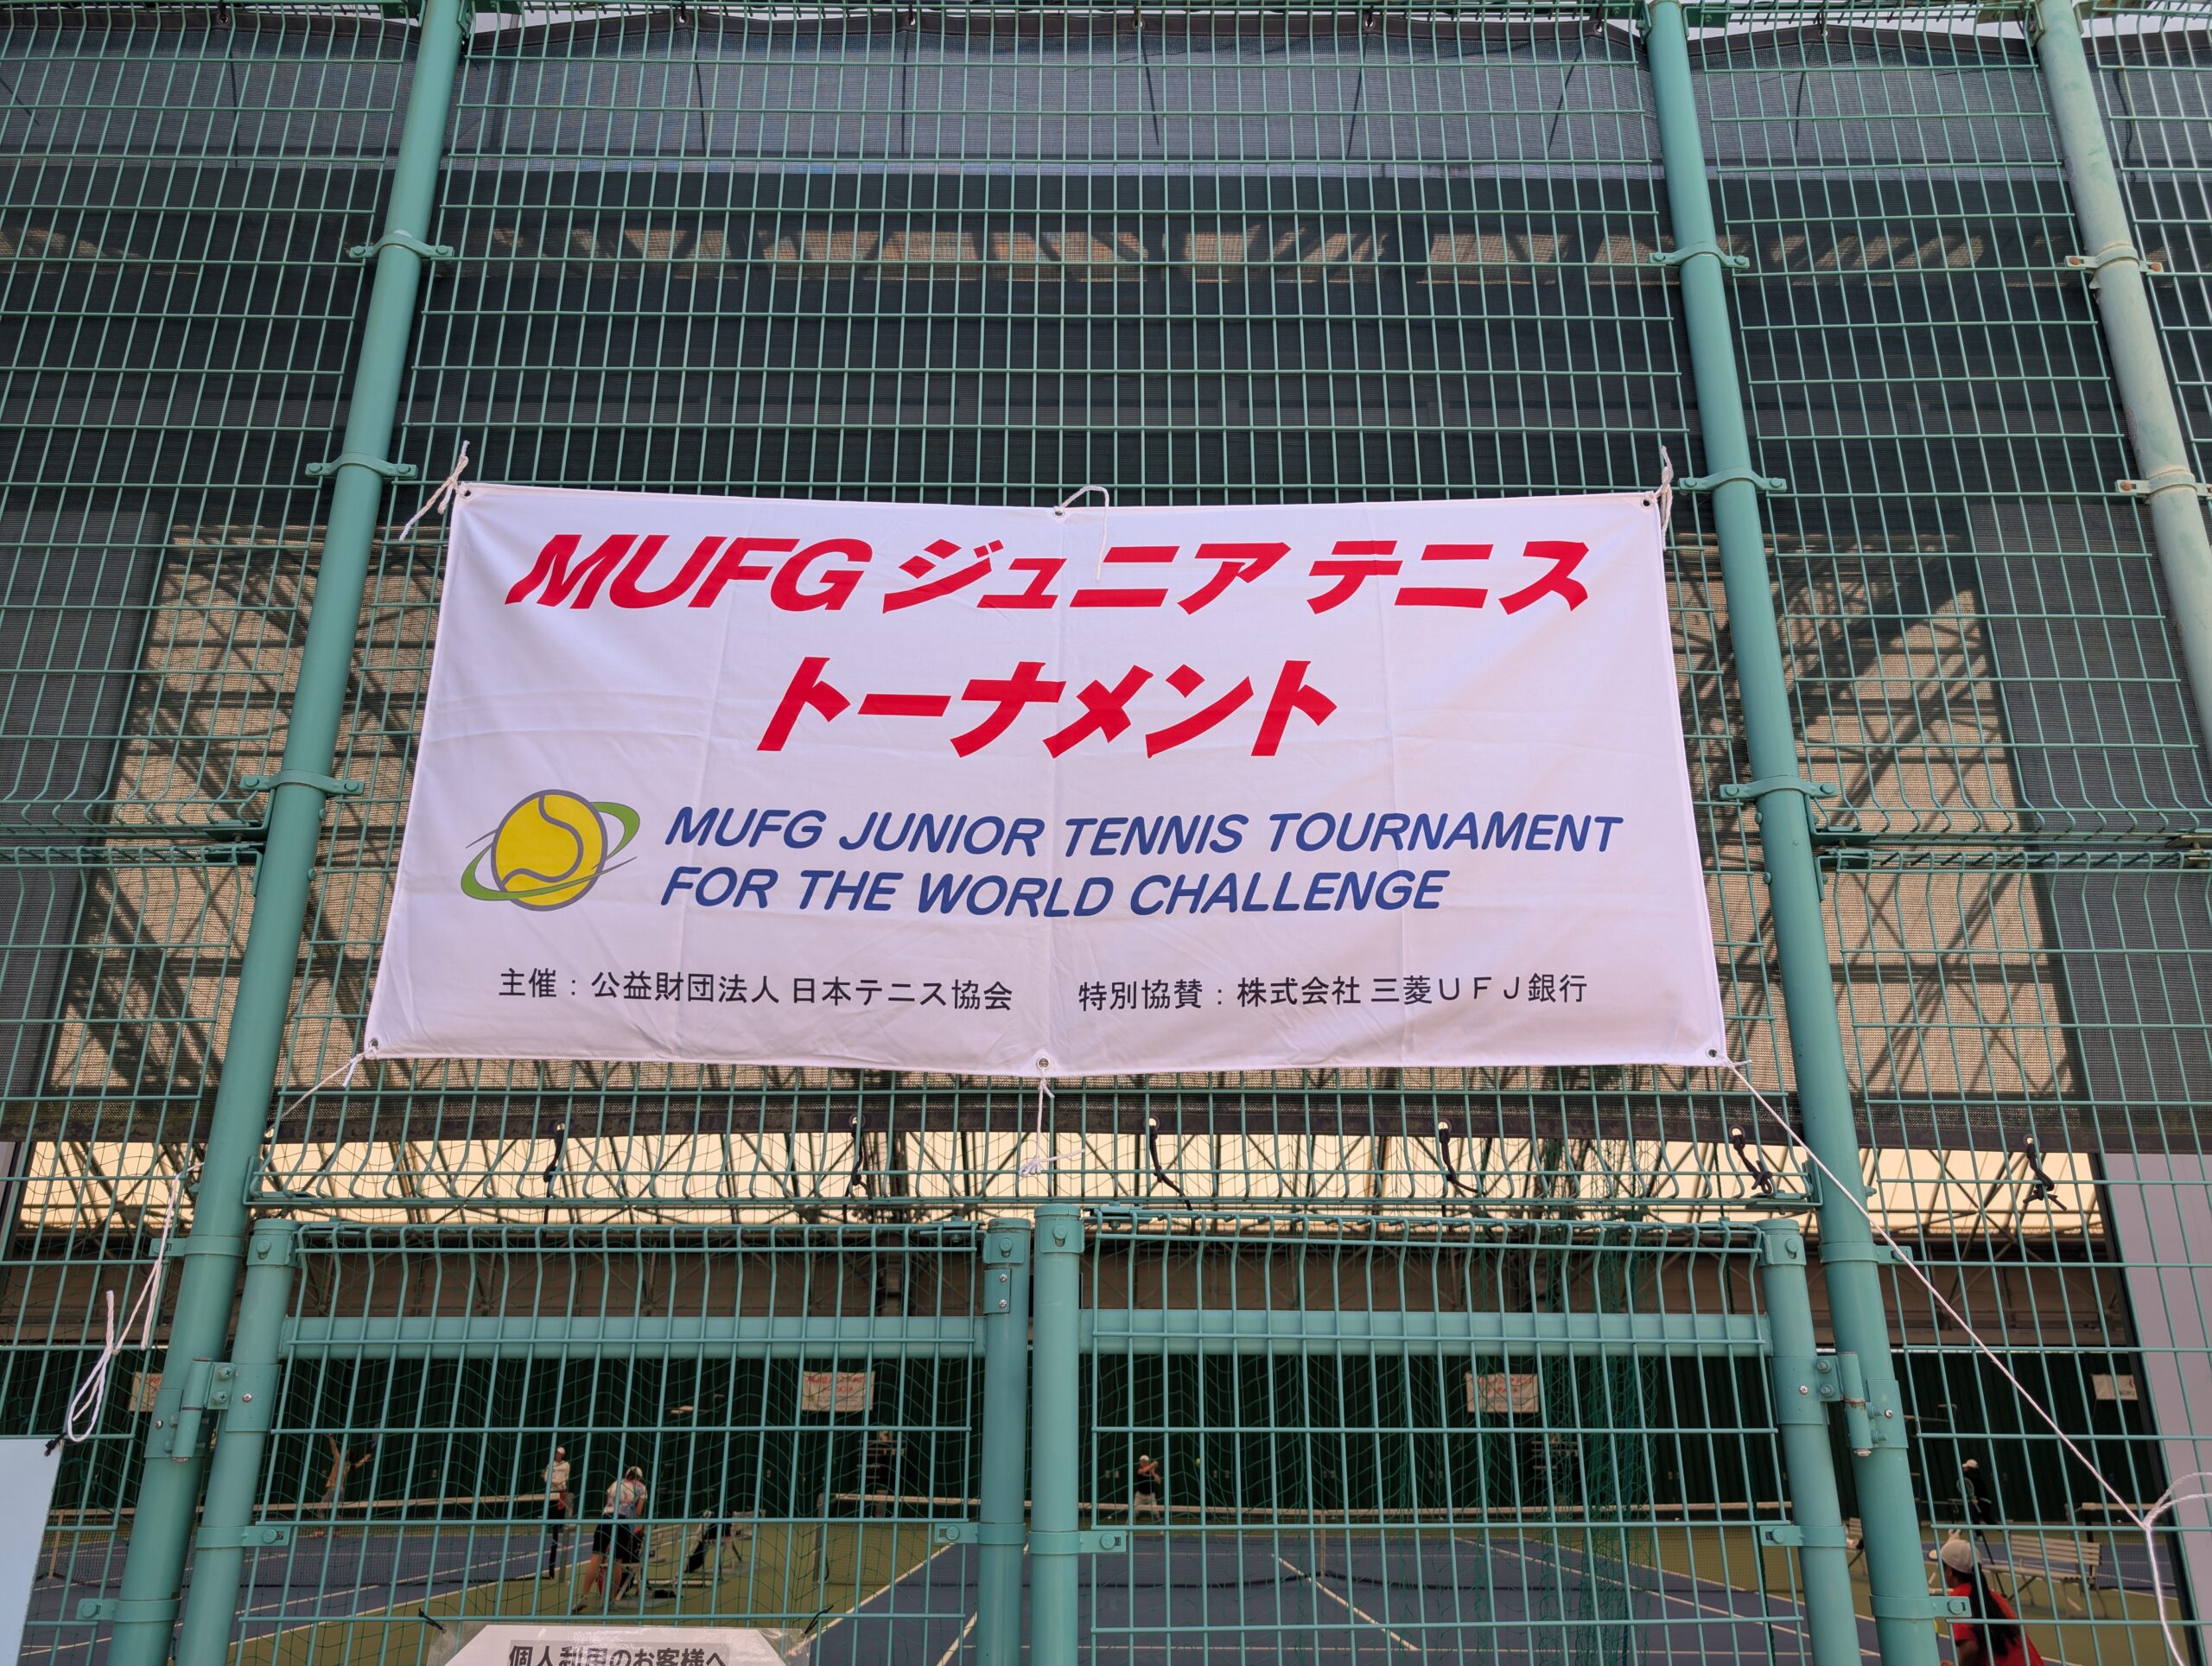 MUFG ジュニア テニス
トーナメント
MUFG JUNIOR TENNIS TOURNAMENT
FOR THE WORLD CHALLENGE
主催：公益財団法人 日本テニス協会　特別協賛：株式会社 三菱ＵＦＪ銀行
個人利用のお客様へ